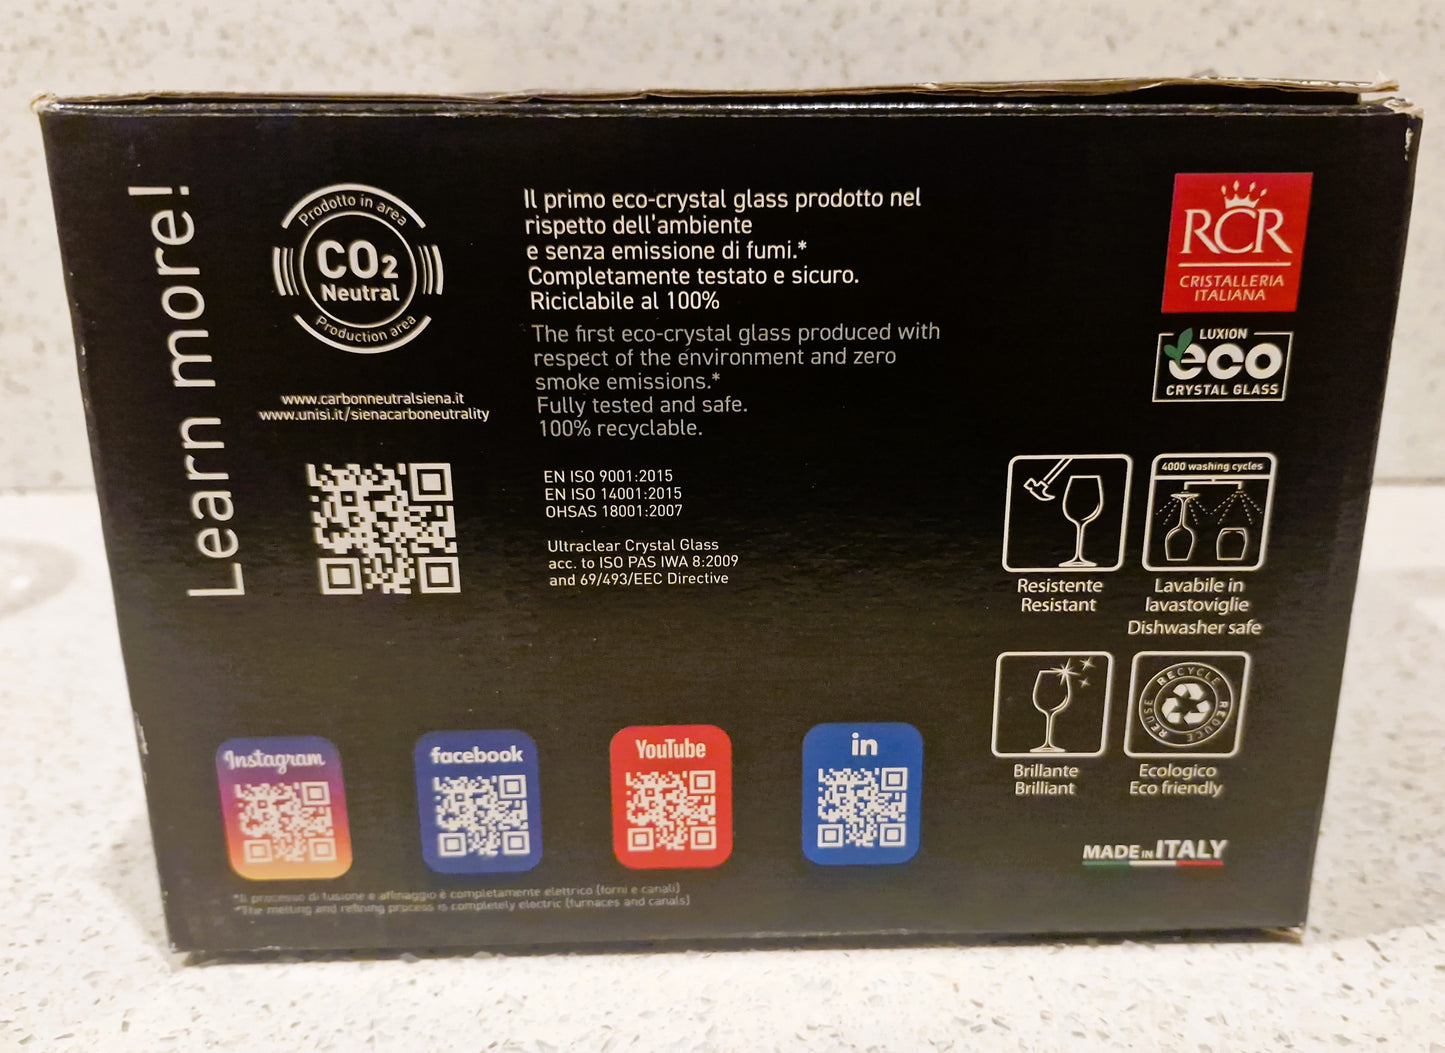 Learn more!
Prodotto in area
CO2
Neutral
Production area
www.carbonneutralsiena.it
www.unisi.it/sienacarboneutrality
Il primo eco-crystal glass prodotto nel
rispetto dell'ambiente
e senza emissione di fumi.*
Completamente testato e sicuro.
Riciclabile al 100%
The first eco-crystal glass produced with
respect of the environment and zero
smoke emissions.*
Fully tested and safe.
100% recyclable.
EN ISO 9001:2015
EN ISO 14001:2015
OHSAS 18001:2007
Ultraclear Crystal Glass
acc. to ISO PAS IWA 8:2009
and 69/493/EEC Directive
RCR
CRISTALLERIA
ITALIANA
LUXION
eco
CRYSTAL GLASS
4000 washing cycles
Resistente
Resistant
Lavabile in
lavastoviglie
Dishwasher safe
RECYCLE
REDUCE
REUSE
Brillante
Brilliant
Ecologico
Eco friendly
Instagram
facebook
YouTube
in
MADE IN ITALY
*Il processo di fusione e affinaggio è completamente elettrico (forni e canali)
*The melting and refining process is completely electric (furnaces and canals)